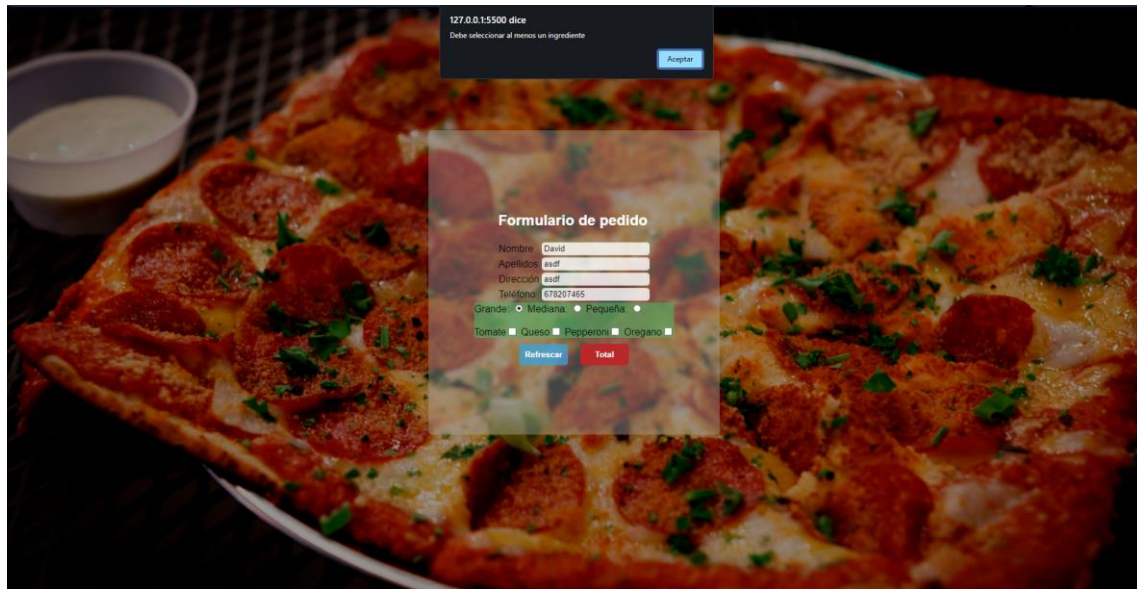 127.0.0.1:5500 dice
Debe seleccionar al menos un ingrediente
Aceptar
Formulario de pedido
Nombre David
Apellidos asdf
Dirección asdf
Teléfono 678207465
Grande: Mediana: Pequeña:
Tomate Queso Pepperoni Oregano
Refrescar Total